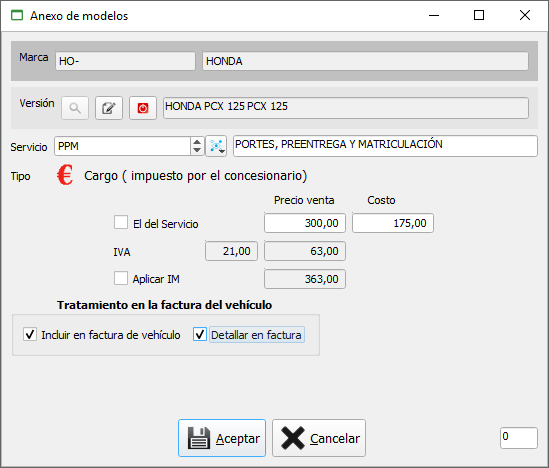 Anexo de modelos
Marca HO- HONDA
Versión HONDA PCX 125 PCX 125
Servicio PPM PORTES, PREENTREGA Y MATRICULACIÓN
Tipo € Cargo ( impuesto por el concesionario)
Precio venta Costo
El del Servicio 300,00 175,00
IVA 21,00 63,00
Aplicar IM 363,00
Tratamiento en la factura del vehículo
Incluir en factura de vehículo Detallar en factura
Aceptar Cancelar 0